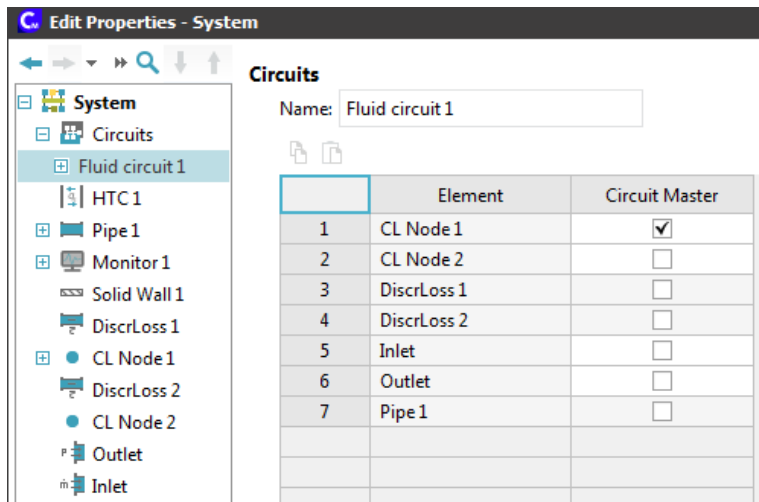 Edit Properties - System
System
Circuits
Fluid circuit 1
HTC 1
Pipe 1
Monitor 1
Solid Wall 1
DiscrLoss 1
CL Node 1
DiscrLoss 2
CL Node 2
Outlet
Inlet
Circuits
Name: Fluid circuit 1
Element Circuit Master
1 CL Node 1
2 CL Node 2
3 DiscrLoss 1
4 DiscrLoss 2
5 Inlet
6 Outlet
7 Pipe 1